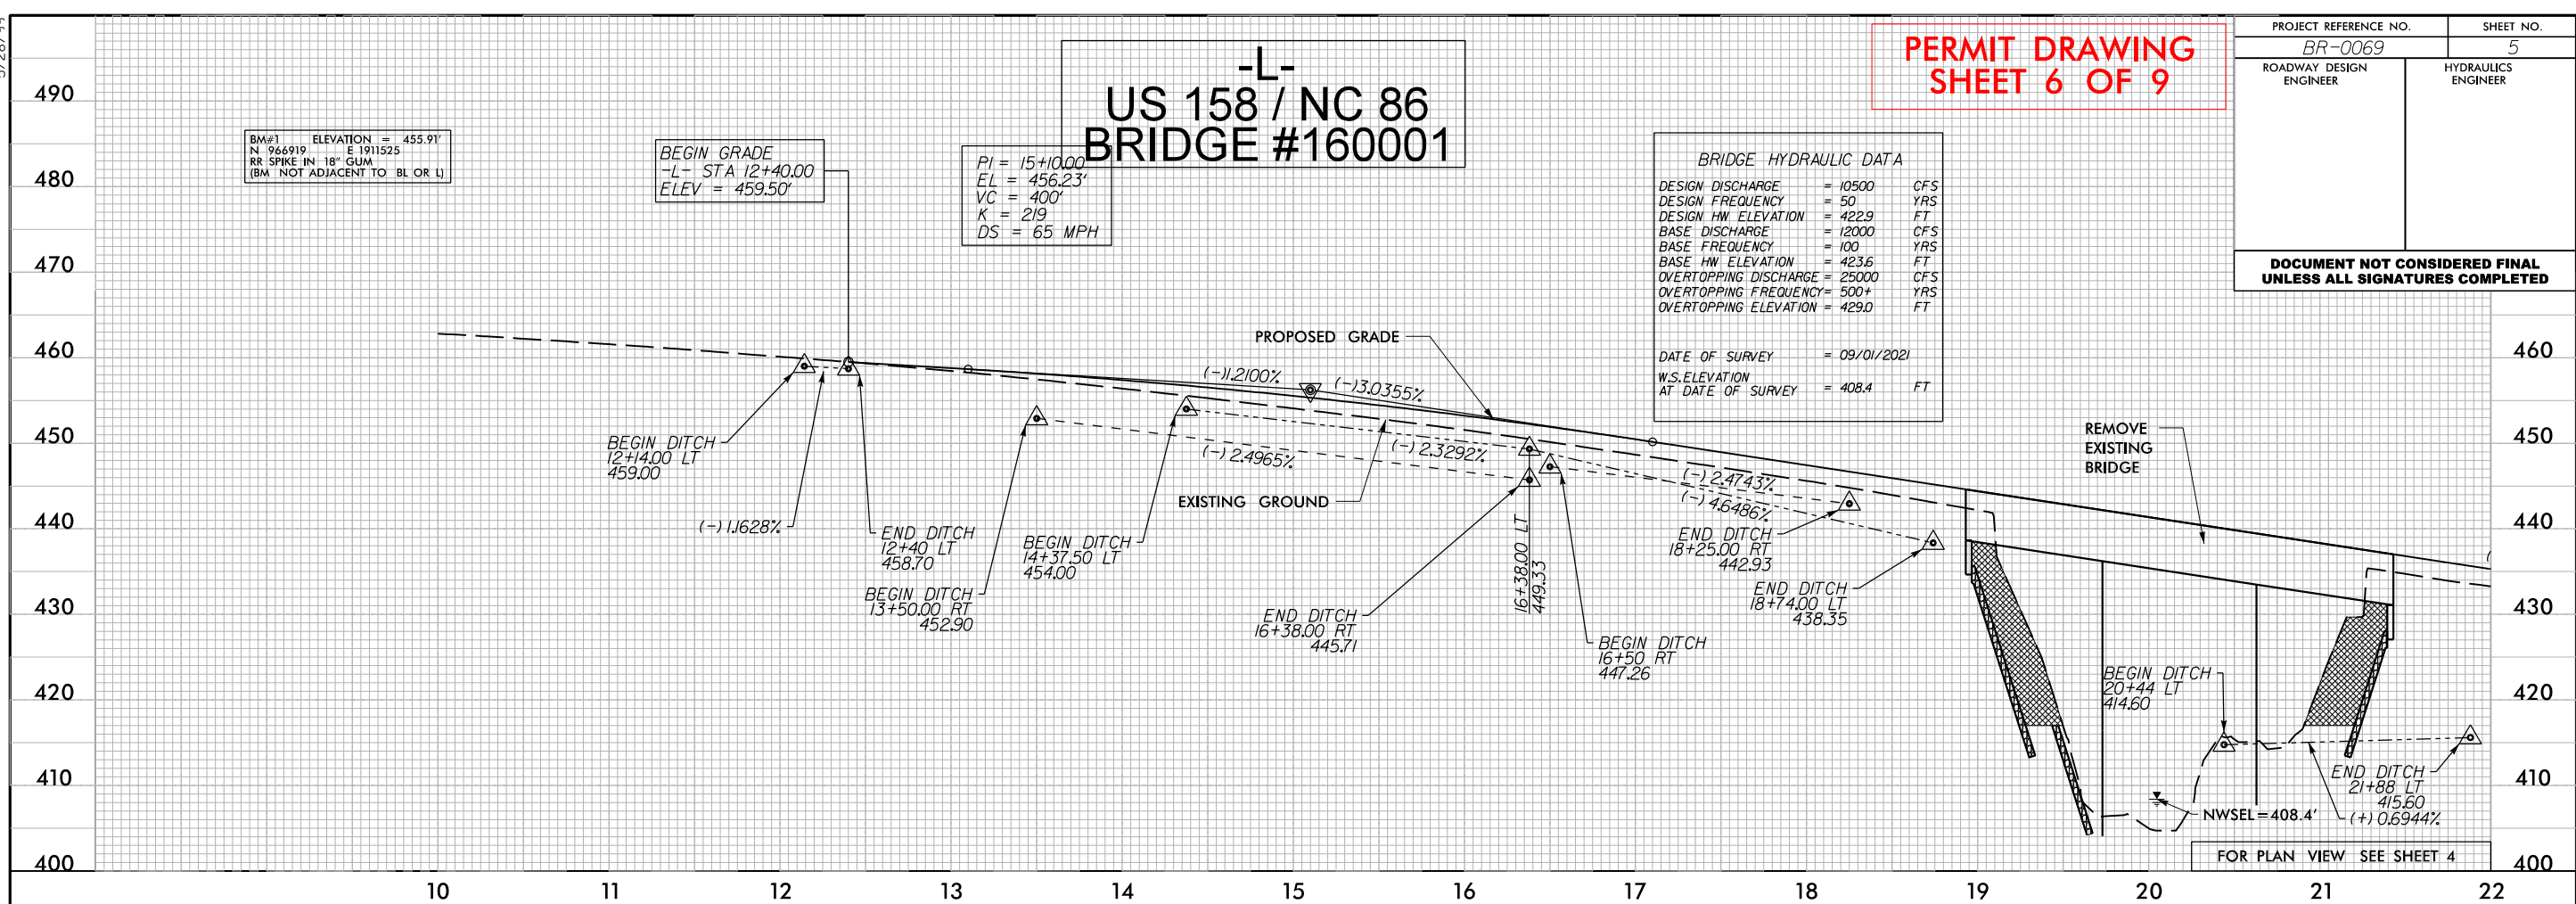 5/28/99
PROJECT REFERENCE NO.
SHEET NO.
BR-0069
5
ROADWAY DESIGN
ENGINEER
HYDRAULICS
ENGINEER
DOCUMENT NOT CONSIDERED FINAL
UNLESS ALL SIGNATURES COMPLETED
PERMIT DRAWING
SHEET 6 OF 9
-L-
US 158 / NC 86
BRIDGE #160001
BM#1 ELEVATION = 455.91'
N 966919 E 1911525
RR SPIKE IN 18" GUM
(BM NOT ADJACENT TO BL OR L)
BEGIN GRADE
-L- STA 12+40.00
ELEV = 459.50'
PI = 15+10.00
EL = 456.23'
VC = 400'
K = 219
DS = 65 MPH
BRIDGE HYDRAULIC DATA
DESIGN DISCHARGE = 10500 CFS
DESIGN FREQUENCY = 50 YRS
DESIGN HW ELEVATION = 422.9 FT
BASE DISCHARGE = 12000 CFS
BASE FREQUENCY = 100 YRS
BASE HW ELEVATION = 423.6 FT
OVERTOPPING DISCHARGE = 25000 CFS
OVERTOPPING FREQUENCY= 500+ YRS
OVERTOPPING ELEVATION = 429.0 FT
DATE OF SURVEY = 09/01/2021
W.S.ELEVATION
AT DATE OF SURVEY = 408.4 FT
490
480
470
460
450
440
430
420
410
400
460
450
440
430
420
410
400
PROPOSED GRADE
(-)1.2100%
(-)3.0355%
BEGIN DITCH
12+14.00 LT
459.00
(-)1.1628%
END DITCH
12+40 LT
458.70
BEGIN DITCH
13+50.00 RT
452.90
BEGIN DITCH
14+37.50 LT
454.00
(-)2.4965%
(-)2.3292%
EXISTING GROUND
END DITCH
16+38.00 RT
445.71
16+38.00 LT
449.33
BEGIN DITCH
16+50 RT
447.26
(-)2.4743%
(-)4.6486%
END DITCH
18+25.00 RT
442.93
END DITCH
18+74.00 LT
438.35
REMOVE
EXISTING
BRIDGE
(
BEGIN DITCH
20+44 LT
414.60
END DITCH
21+88 LT
415.60
(+)0.6944%
NWSEL=408.4'
FOR PLAN VIEW SEE SHEET 4
10 11 12 13 14 15 16 17 18 19 20 21 22